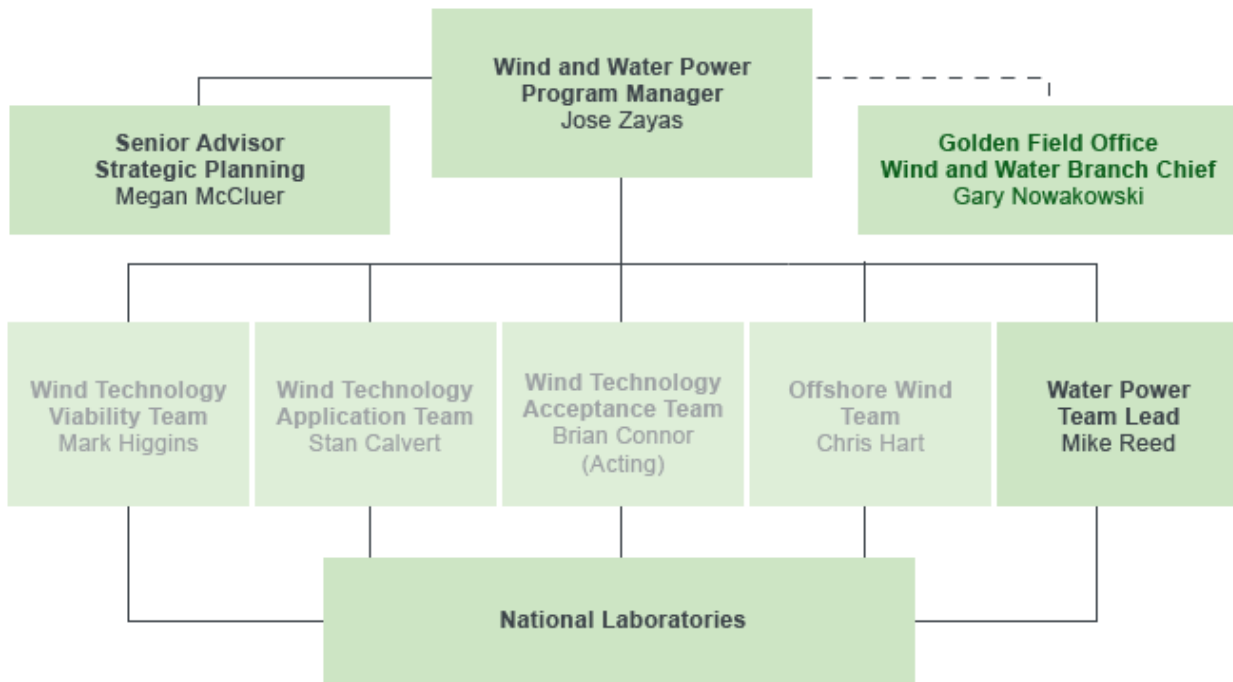 Wind and Water Power
Program Manager
Jose Zayas
Senior Advisor
Strategic Planning
Megan McCluer
Golden Field Office
Wind and Water Branch Chief
Gary Nowakowski
Wind Technology
Viability Team
Mark Higgins
Wind Technology
Application Team
Stan Calvert
Wind Technology
Acceptance Team
Brian Connor
(Acting)
Offshore Wind
Team
Chris Hart
Water Power
Team Lead
Mike Reed
National Laboratories